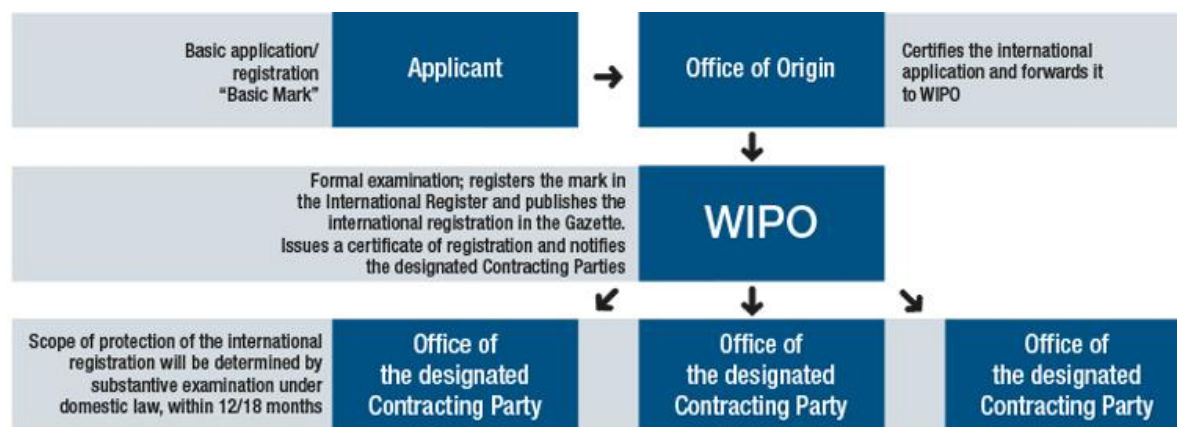 Basic application/
registration
“Basic Mark”
Applicant
Office of Origin
Certifies the international
application and forwards it
to WIPO
Formal examination; registers the mark in
the International Register and publishes the
international registration in the Gazette.
Issues a certificate of registration and notifies
the designated Contracting Parties
WIPO
Scope of protection of the international
registration will be determined by
substantive examination under
domestic law, within 12/18 months
Office of
the designated
Contracting Party
Office of
the designated
Contracting Party
Office of
the designated
Contracting Party